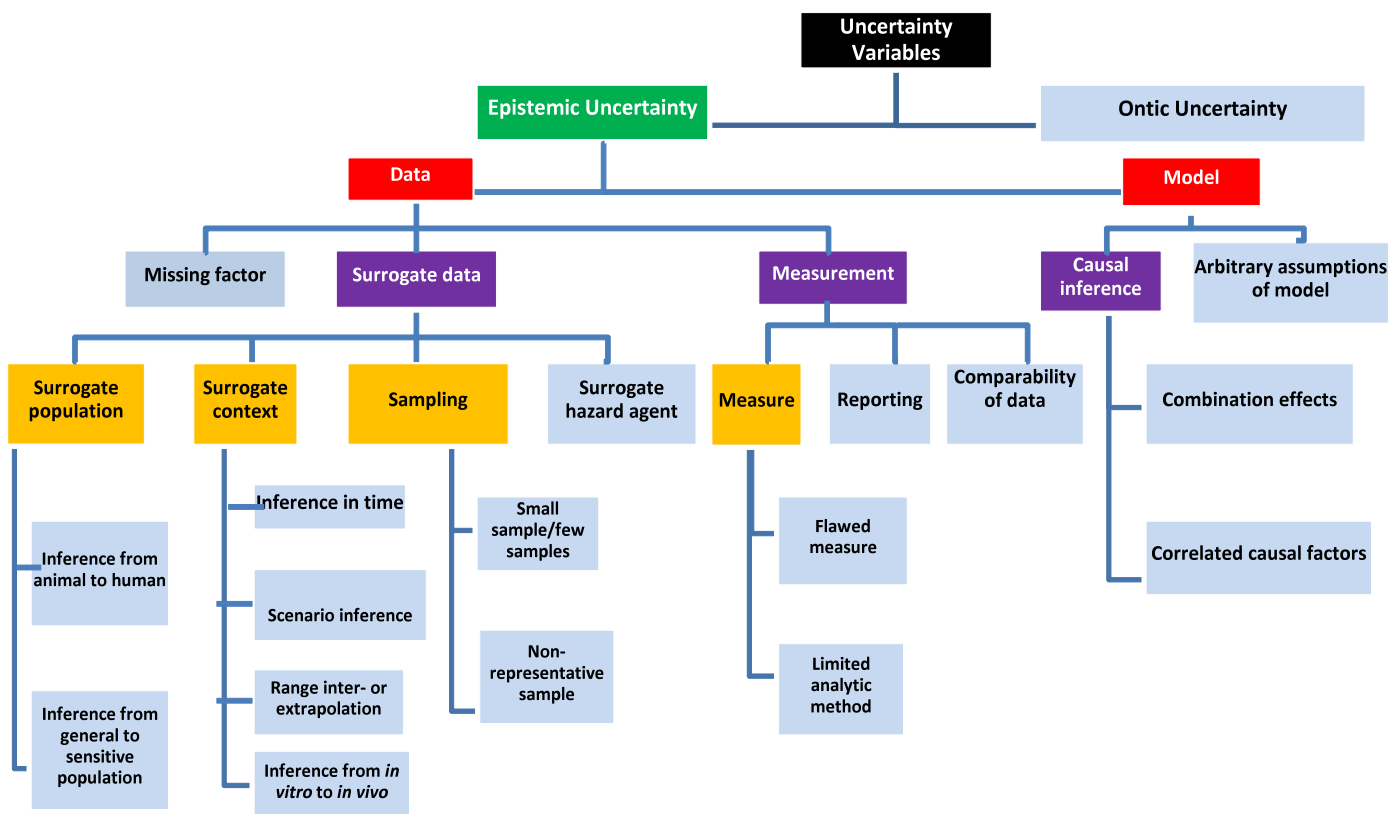 Uncertainty
Variables
Epistemic Uncertainty
Ontic Uncertainty
Data
Model
Missing factor
Surrogate data
Measurement
Causal
inference
Arbitrary assumptions
of model
Surrogate
population
Surrogate
context
Sampling
Surrogate
hazard agent
Measure
Reporting
Comparability
of data
Combination effects
Inference from
animal to human
Inference from
general to
sensitive
population
Inference in time
Scenario inference
Range inter- or
extrapolation
Inference from in
vitro to in vivo
Small
sample/few
samples
Non-
representative
sample
Flawed
measure
Limited
analytic
method
Correlated causal factors